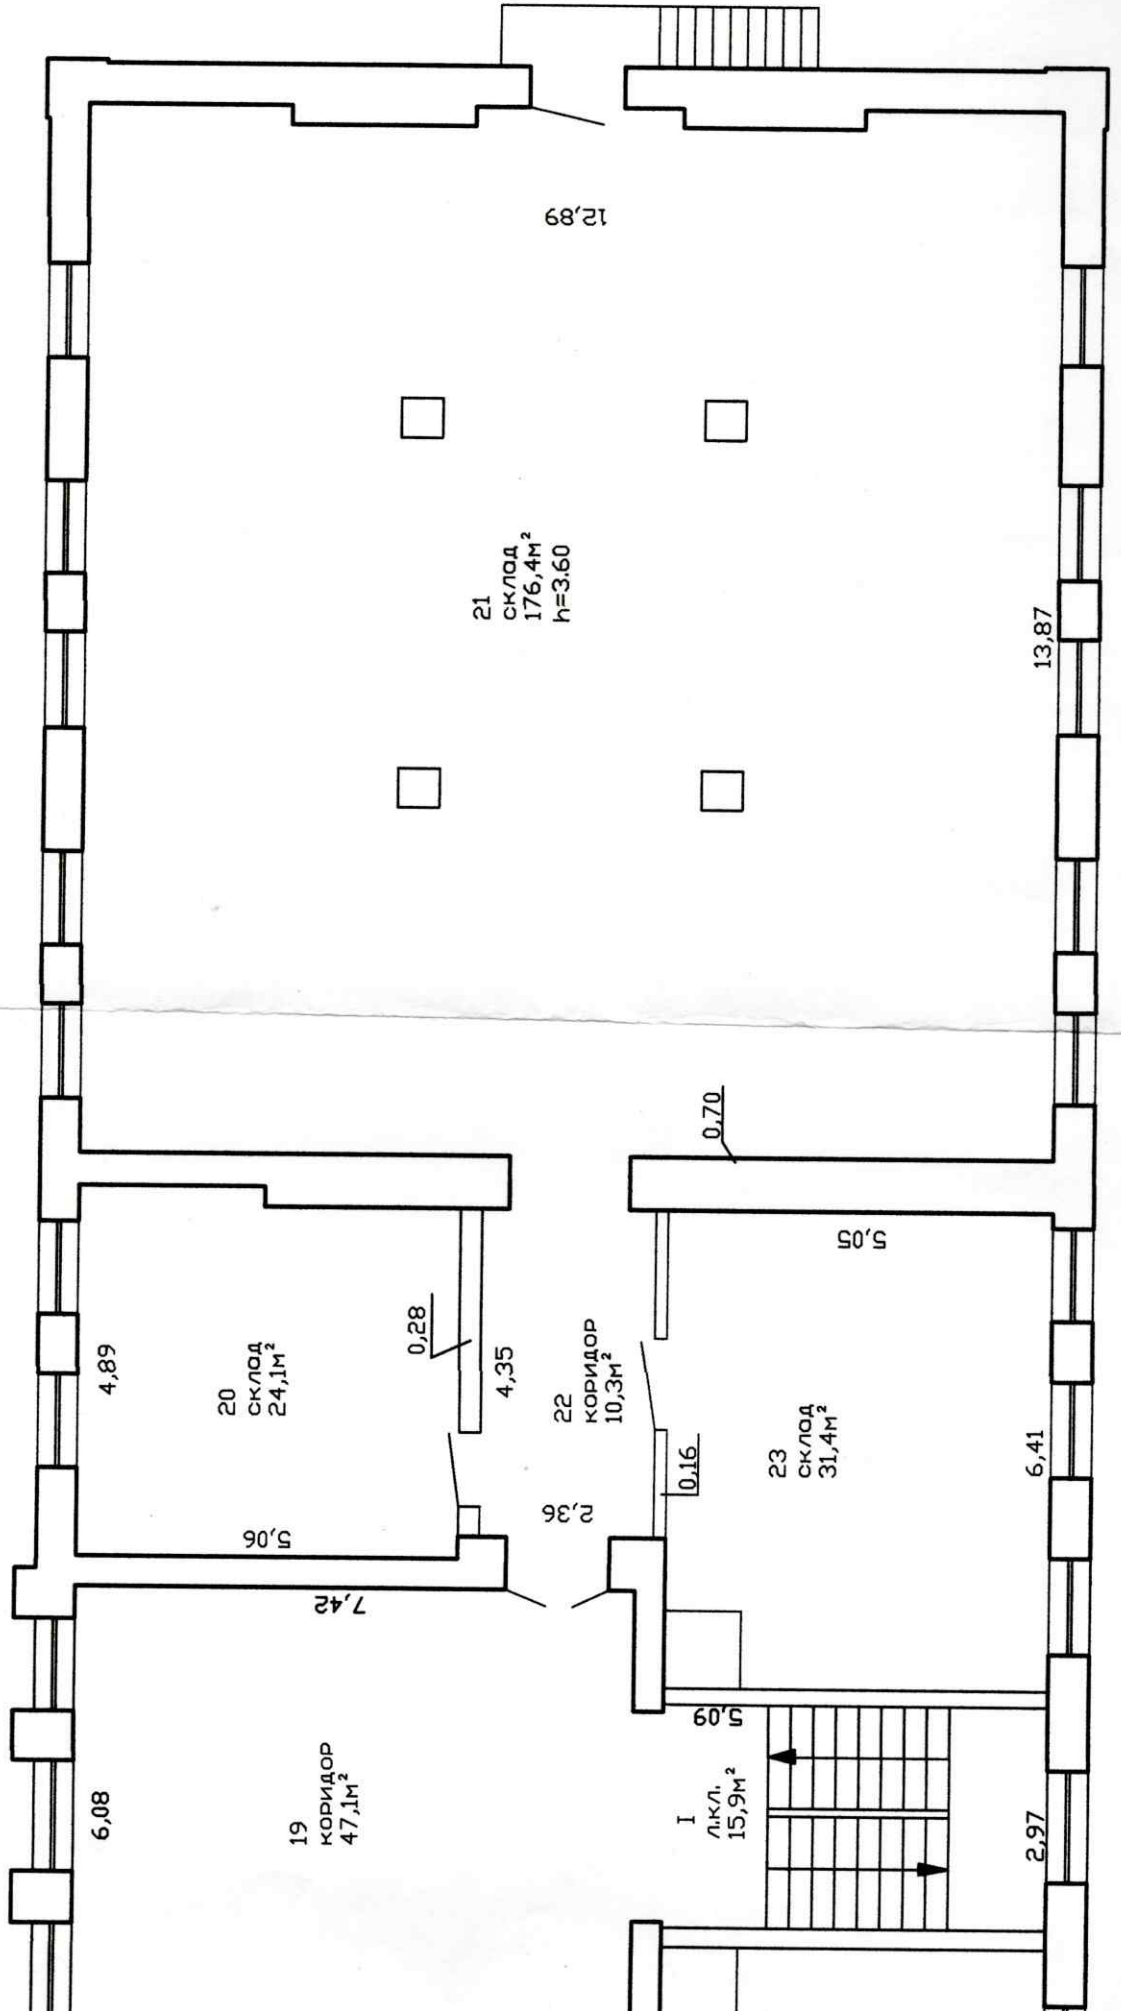 12,89
21
склад
176,4м²
h=3.60
13,87
0,70
5,05
4,89
20
склад
24,1м²
0,28
4,35
22
коридор
10,3м²
0,16
2,36
23
склад
31,4м²
6,41
5,06
7,42
6,08
19
коридор
47,1м²
5,09
I
л.кл.
15,9м²
2,97